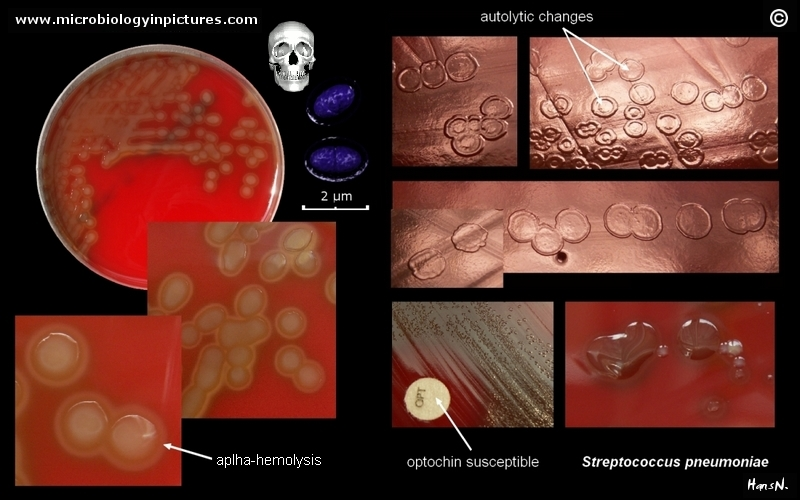 www.microbiologyinpictures.com
autolytic changes
©
2 µm
OPT
aplha-hemolysis
optochin susceptible
Streptococcus pneumoniae
HansN.